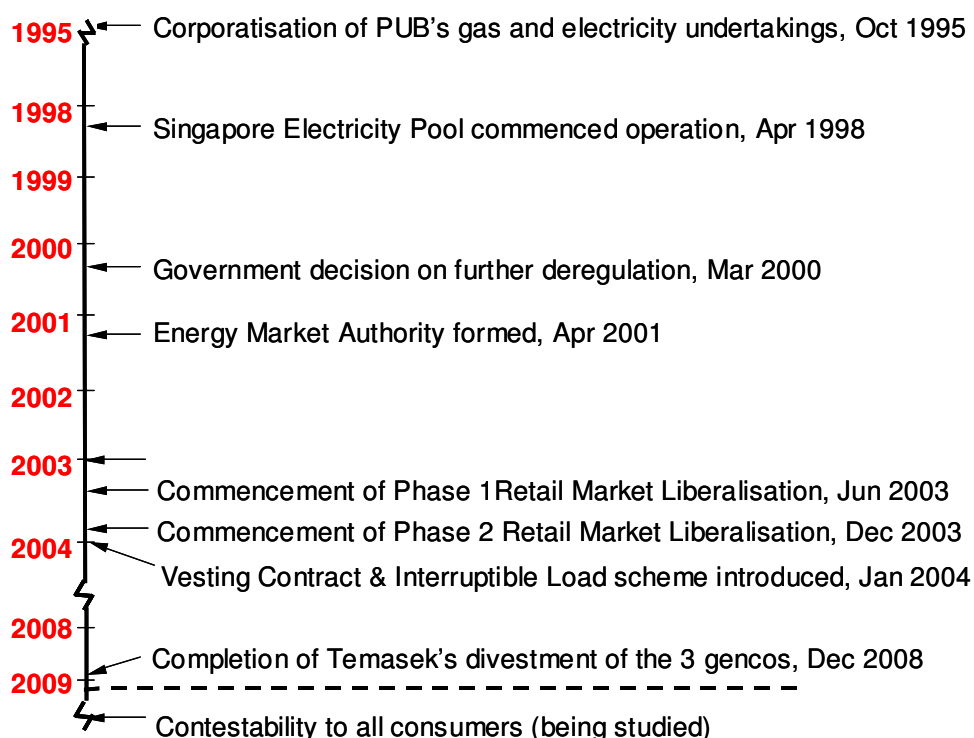 1995 Corporatisation of PUB's gas and electricity undertakings, Oct 1995
1998
Singapore Electricity Pool commenced operation, Apr 1998
1999
2000
Government decision on further deregulation, Mar 2000
2001
Energy Market Authority formed, Apr 2001
2002
2003
Commencement of Phase 1Retail Market Liberalisation, Jun 2003
Commencement of Phase 2 Retail Market Liberalisation, Dec 2003
2004
Vesting Contract & Interruptible Load scheme introduced, Jan 2004
2008
Completion of Temasek's divestment of the 3 gencos, Dec 2008
2009
Contestability to all consumers (being studied)